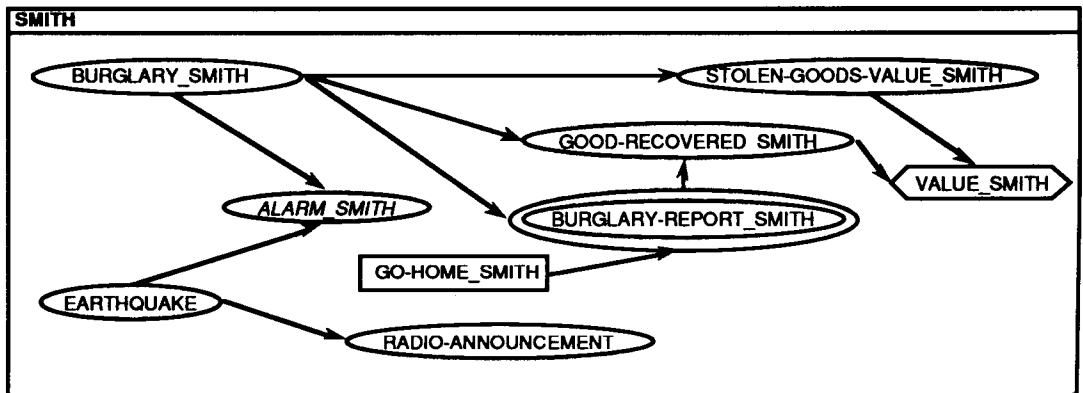 SMITH
BURGLARY_SMITH
STOLEN-GOODS-VALUE_SMITH
GOOD-RECOVERED SMITH
VALUE_SMITH
ALARM_SMITH
BURGLARY-REPORT_SMITH
GO-HOME_SMITH
EARTHQUAKE
RADIO-ANNOUNCEMENT